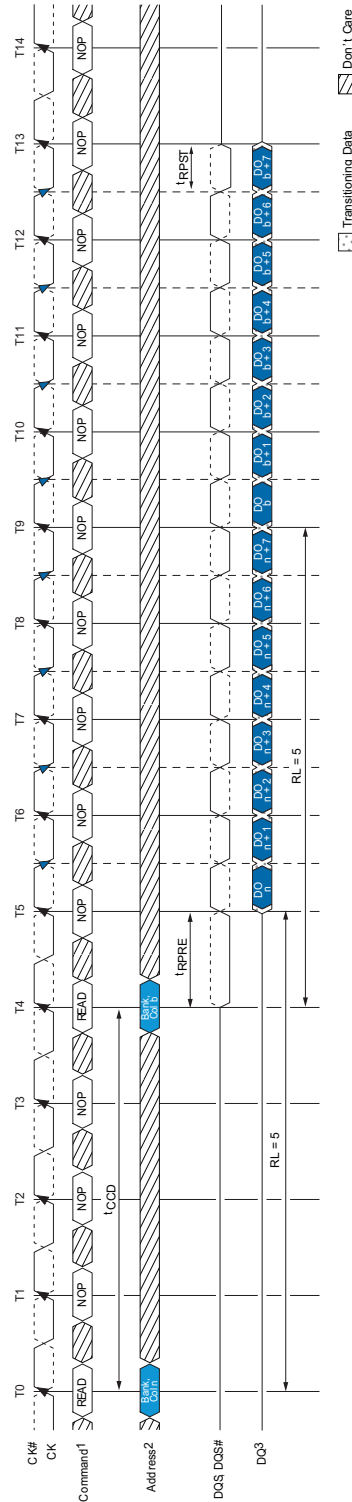 T0 T1 T2 T3 T4 T5 T6 T7 T8 T9 T10 T11 T12 T13 T14
CK#
CK
Command1 READ NOP NOP NOP READ NOP NOP NOP NOP NOP NOP NOP NOP NOP NOP
tCCD
Address2 Bank, Col n Bank, Col b
tRPRE tRPST
DQS, DQS#
DQ3 DO n DO n + 1 DO n + 2 DO n + 3 DO n + 4 DO n + 5 DO n + 6 DO n + 7 DO b DO b + 1 DO b + 2 DO b + 3 DO b + 4 DO b + 5 DO b + 6 DO b + 7
RL = 5
RL = 5
Transitioning Data Don't Care